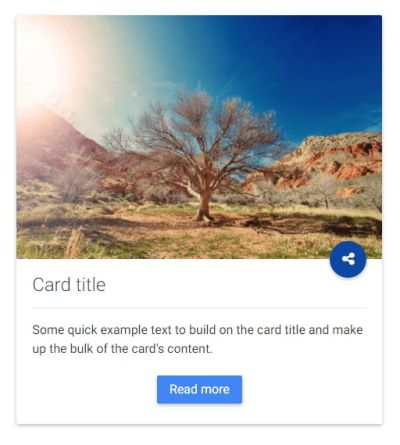 Card title
Some quick example text to build on the card title and make
up the bulk of the card's content.
Read more